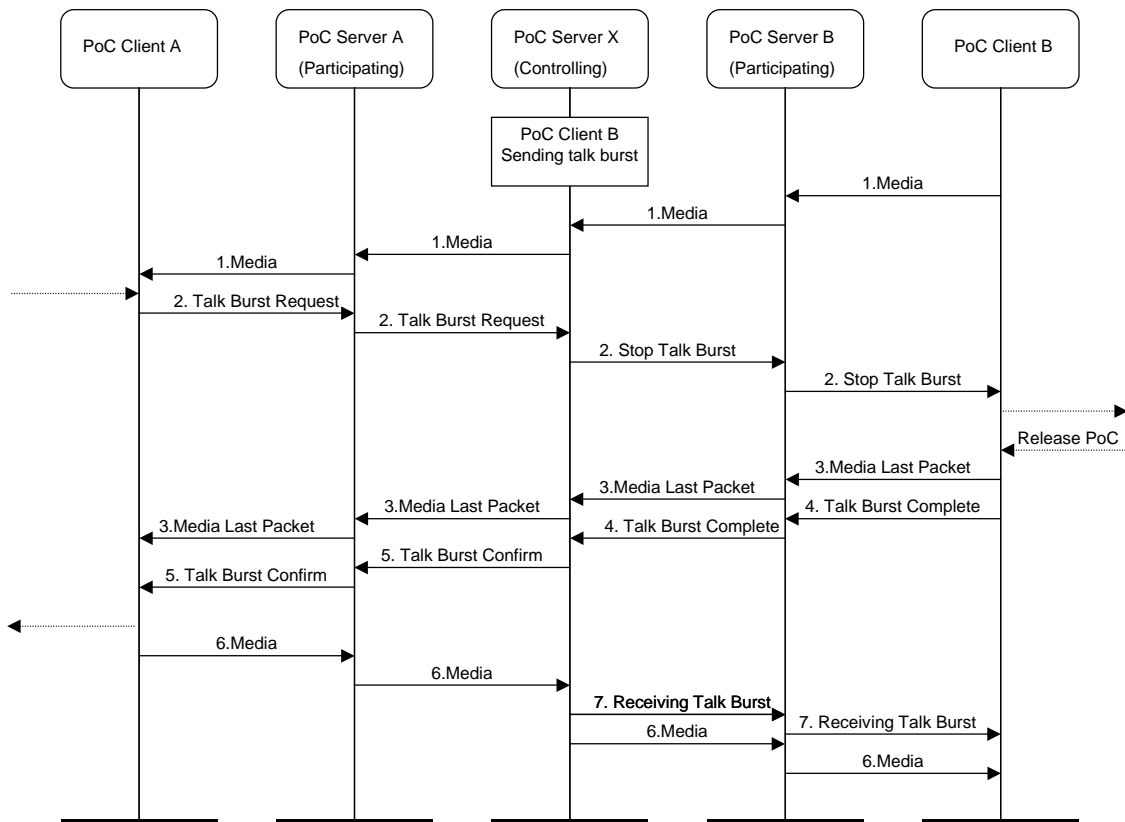 PoC Client A
PoC Server A
(Participating)
PoC Server X
(Controlling)
PoC Server B
(Participating)
PoC Client B
PoC Client B
Sending talk burst
1.Media
1.Media
1.Media
1.Media
2. Talk Burst Request
2. Talk Burst Request
2. Stop Talk Burst
2. Stop Talk Burst
Release PoC
3.Media Last Packet
3.Media Last Packet
4. Talk Burst Complete
3.Media Last Packet
3.Media Last Packet
4. Talk Burst Complete
5. Talk Burst Confirm
5. Talk Burst Confirm
6.Media
6.Media
7. Receiving Talk Burst
7. Receiving Talk Burst
6.Media
6.Media